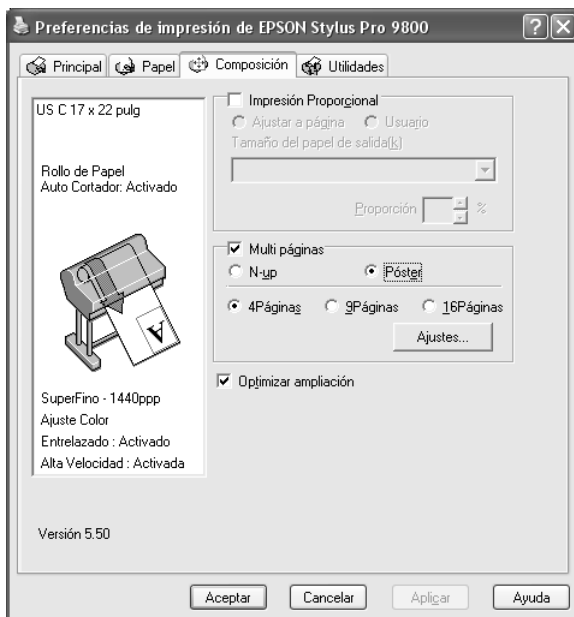 Preferencias de impresión de EPSON Stylus Pro 9800
Principal Papel Composición Utilidades
US C 17 x 22 pulg
Rollo de Papel
Auto Cortador: Activado
A
SuperFino - 1440ppp
Ajuste Color
Entrelazado : Activado
Alta Velocidad : Activada
Versión 5.50
Impresión Proporcional
Ajustar a página Usuario
Tamaño del papel de salida(k)
Proporción %
Multi páginas
N-up Póster
4Páginas 9Páginas 16Páginas
Ajustes...
Optimizar ampliación
Aceptar Cancelar Aplicar Ayuda